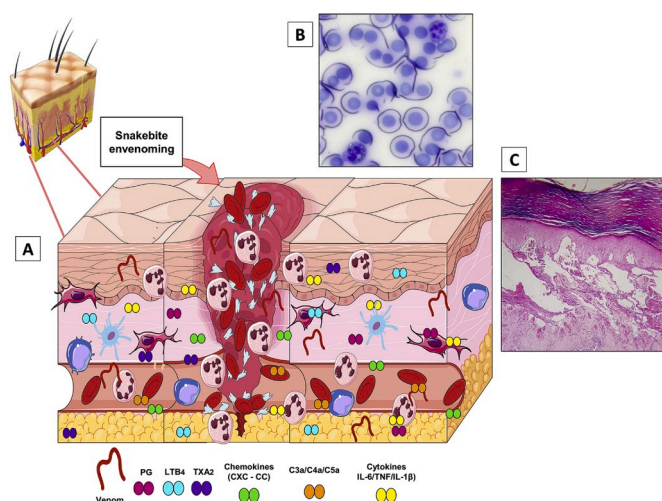 B
Snakebite
envenoming
C
A
Venom
PG
LTB4
TXA2
Chemokines
(CXC - CC)
C3a/C4a/C5a
Cytokines
IL-6/TNF/IL-1β)